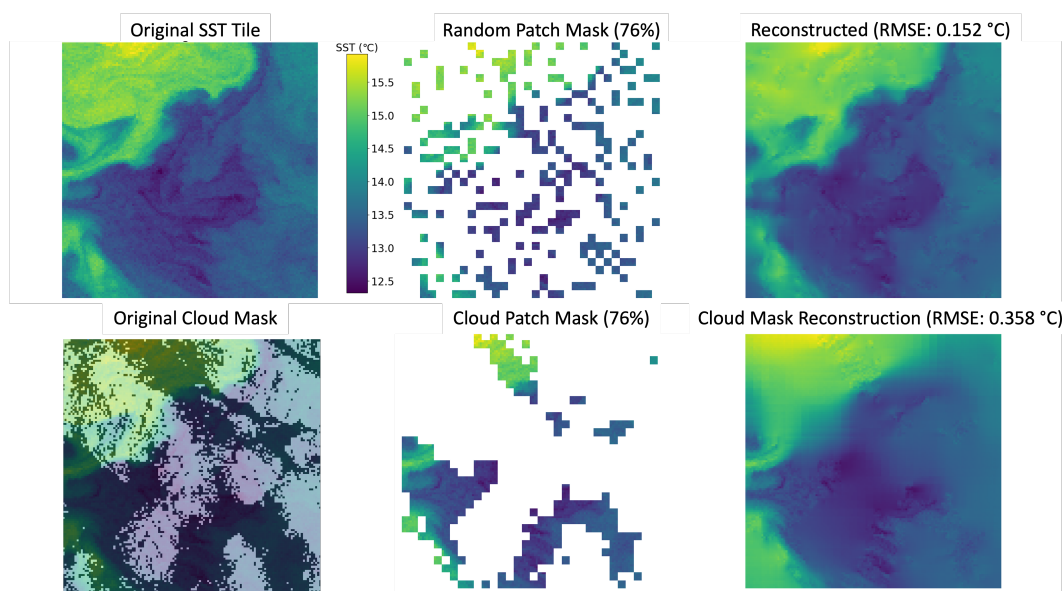 Original SST Tile
Random Patch Mask (76%)
Reconstructed (RMSE: 0.152 °C)
SST (°C)
15.5
15.0
14.5
14.0
13.5
13.0
12.5
Original Cloud Mask
Cloud Patch Mask (76%)
Cloud Mask Reconstruction (RMSE: 0.358 °C)